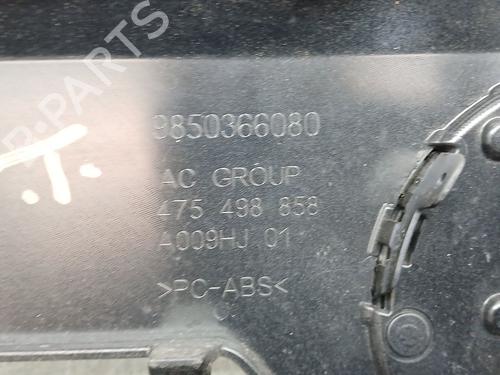 9850366080
AC GROUP
475 498 858
A009HJ 01
>PC-ABS<
T.